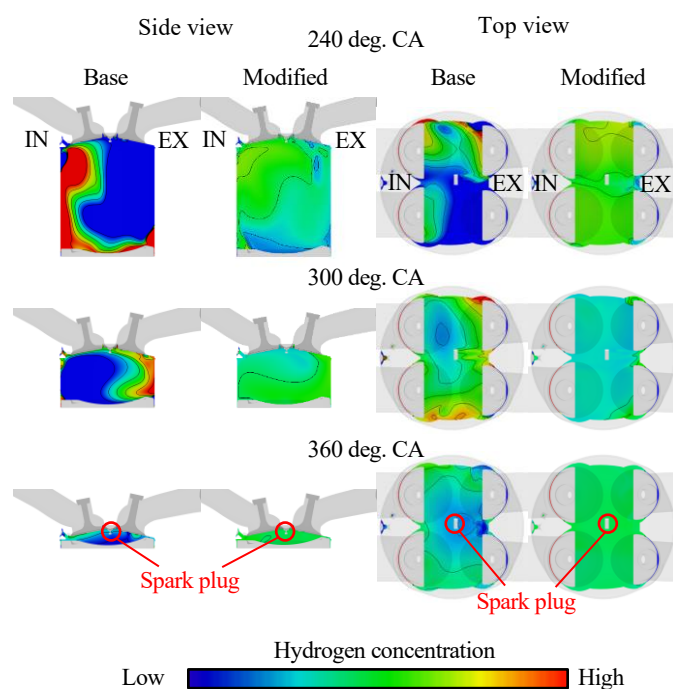 Side view
Top view
240 deg. CA
Base
Modified
Base
Modified
IN
EX
IN
EX
IN
EX
IN
EX
300 deg. CA
360 deg. CA
Spark plug
Spark plug
Hydrogen concentration
Low
High